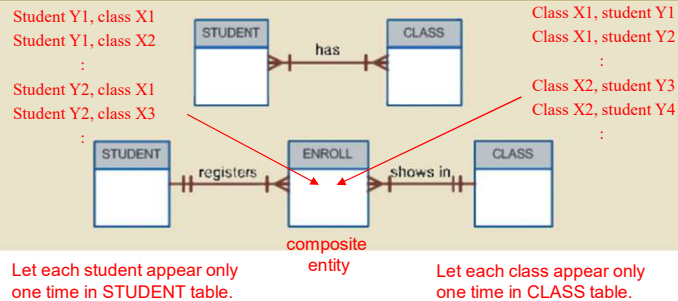 Student Y1, class X1
Student Y1, class X2
:
Student Y2, class X1
Student Y2, class X3
:
STUDENT
has
CLASS
Class X1, student Y1
Class X1, student Y2
:
Class X2, student Y3
Class X2, student Y4
:
STUDENT
registers
ENROLL
shows in
CLASS
composite
entity
Let each student appear only
one time in STUDENT table.
Let each class appear only
one time in CLASS table.